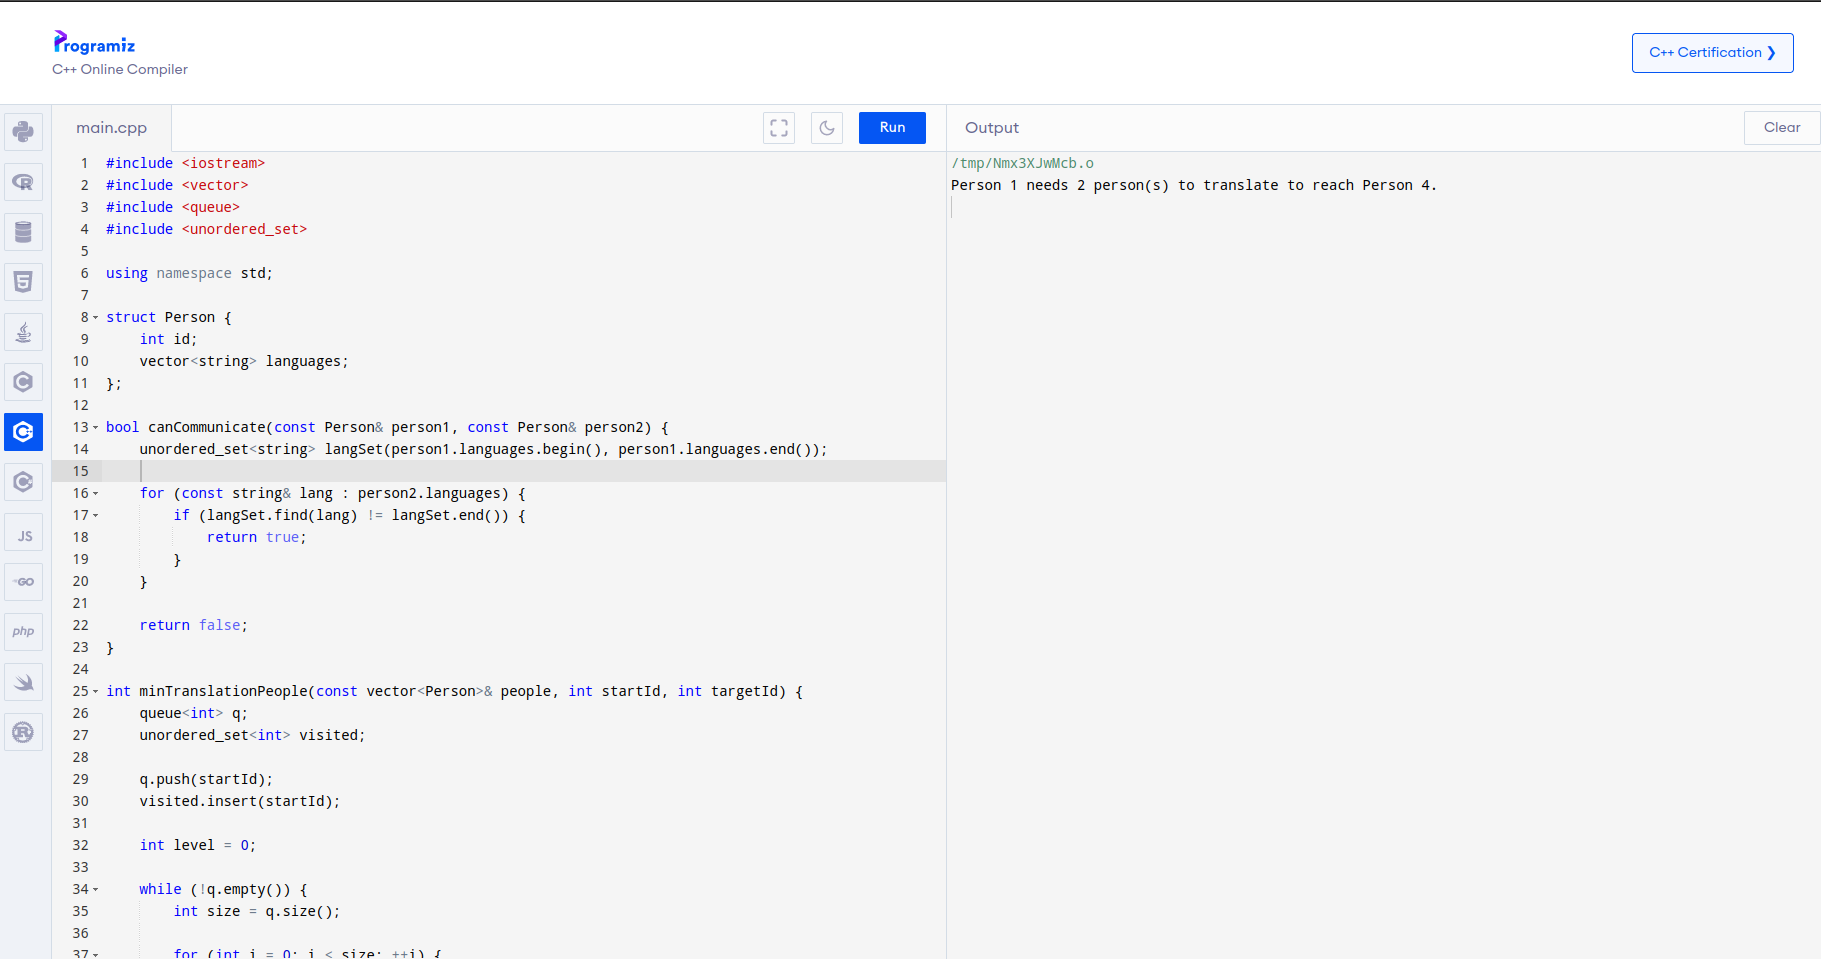 Programiz
C++ Online Compiler
C++ Certification ❯
main.cpp
Run
Output
Clear
1 #include <iostream>
2 #include <vector>
3 #include <queue>
4 #include <unordered_set>
5
6 using namespace std;
7
8 struct Person {
9     int id;
10     vector<string> languages;
11 };
12
13 bool canCommunicate(const Person& person1, const Person& person2) {
14     unordered_set<string> langSet(person1.languages.begin(), person1.languages.end());
15
16     for (const string& lang : person2.languages) {
17         if (langSet.find(lang) != langSet.end()) {
18             return true;
19         }
20     }
21
22     return false;
23 }
24
25 int minTranslationPeople(const vector<Person>& people, int startId, int targetId) {
26     queue<int> q;
27     unordered_set<int> visited;
28
29     q.push(startId);
30     visited.insert(startId);
31
32     int level = 0;
33
34     while (!q.empty()) {
35         int size = q.size();
36
37         for (int i = 0; i < size; ++i) {
/tmp/Nmx3XJwMcb.o
Person 1 needs 2 person(s) to translate to reach Person 4.
R
5
C
C
C
JS
GO
php
R